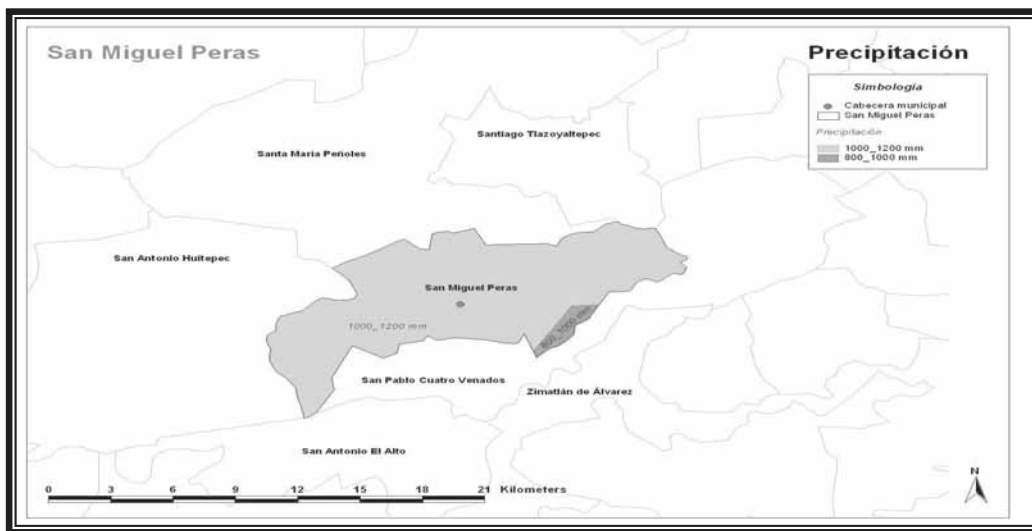 San Miguel Peras
Precipitación
Simbología
Cabecera municipal
San Miguel Peras
Precipitación
1000_1200 mm
800_1000 mm
Santiago Tlazoyaltepec
Santa María Peñoles
San Antonio Huitepec
San Miguel Peras
1000_1200 mm
800_1000 mm
San Pablo Cuatro Venados
Zimatlán de Álvarez
San Antonio El Alto
N
0 3 6 9 12 15 18 21 Kilometers